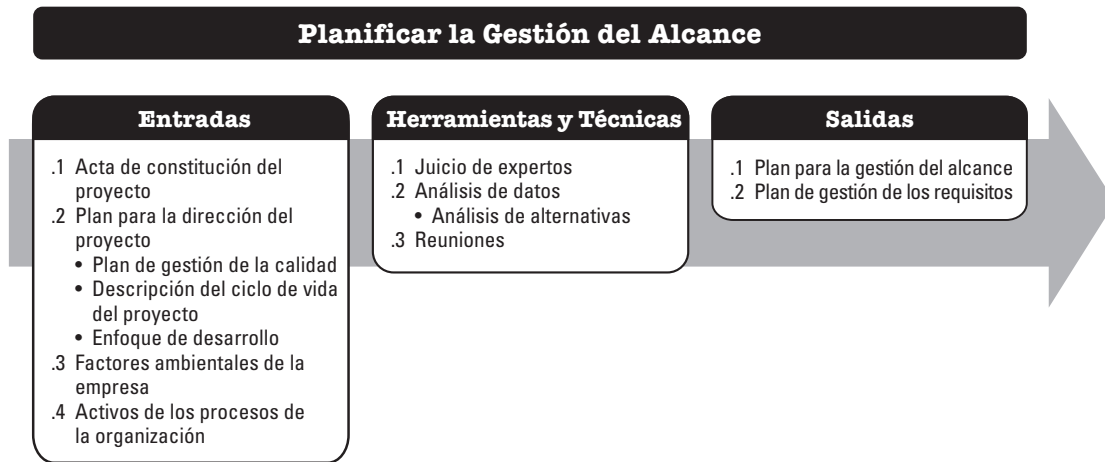 Planificar la Gestión del Alcance
Entradas
.1 Acta de constitución del
proyecto
.2 Plan para la dirección del
proyecto
• Plan de gestión de la calidad
• Descripción del ciclo de vida
del proyecto
• Enfoque de desarrollo
.3 Factores ambientales de la
empresa
.4 Activos de los procesos de
la organización
Herramientas y Técnicas
.1 Juicio de expertos
.2 Análisis de datos
• Análisis de alternativas
.3 Reuniones
Salidas
.1 Plan para la gestión del alcance
.2 Plan de gestión de los requisitos